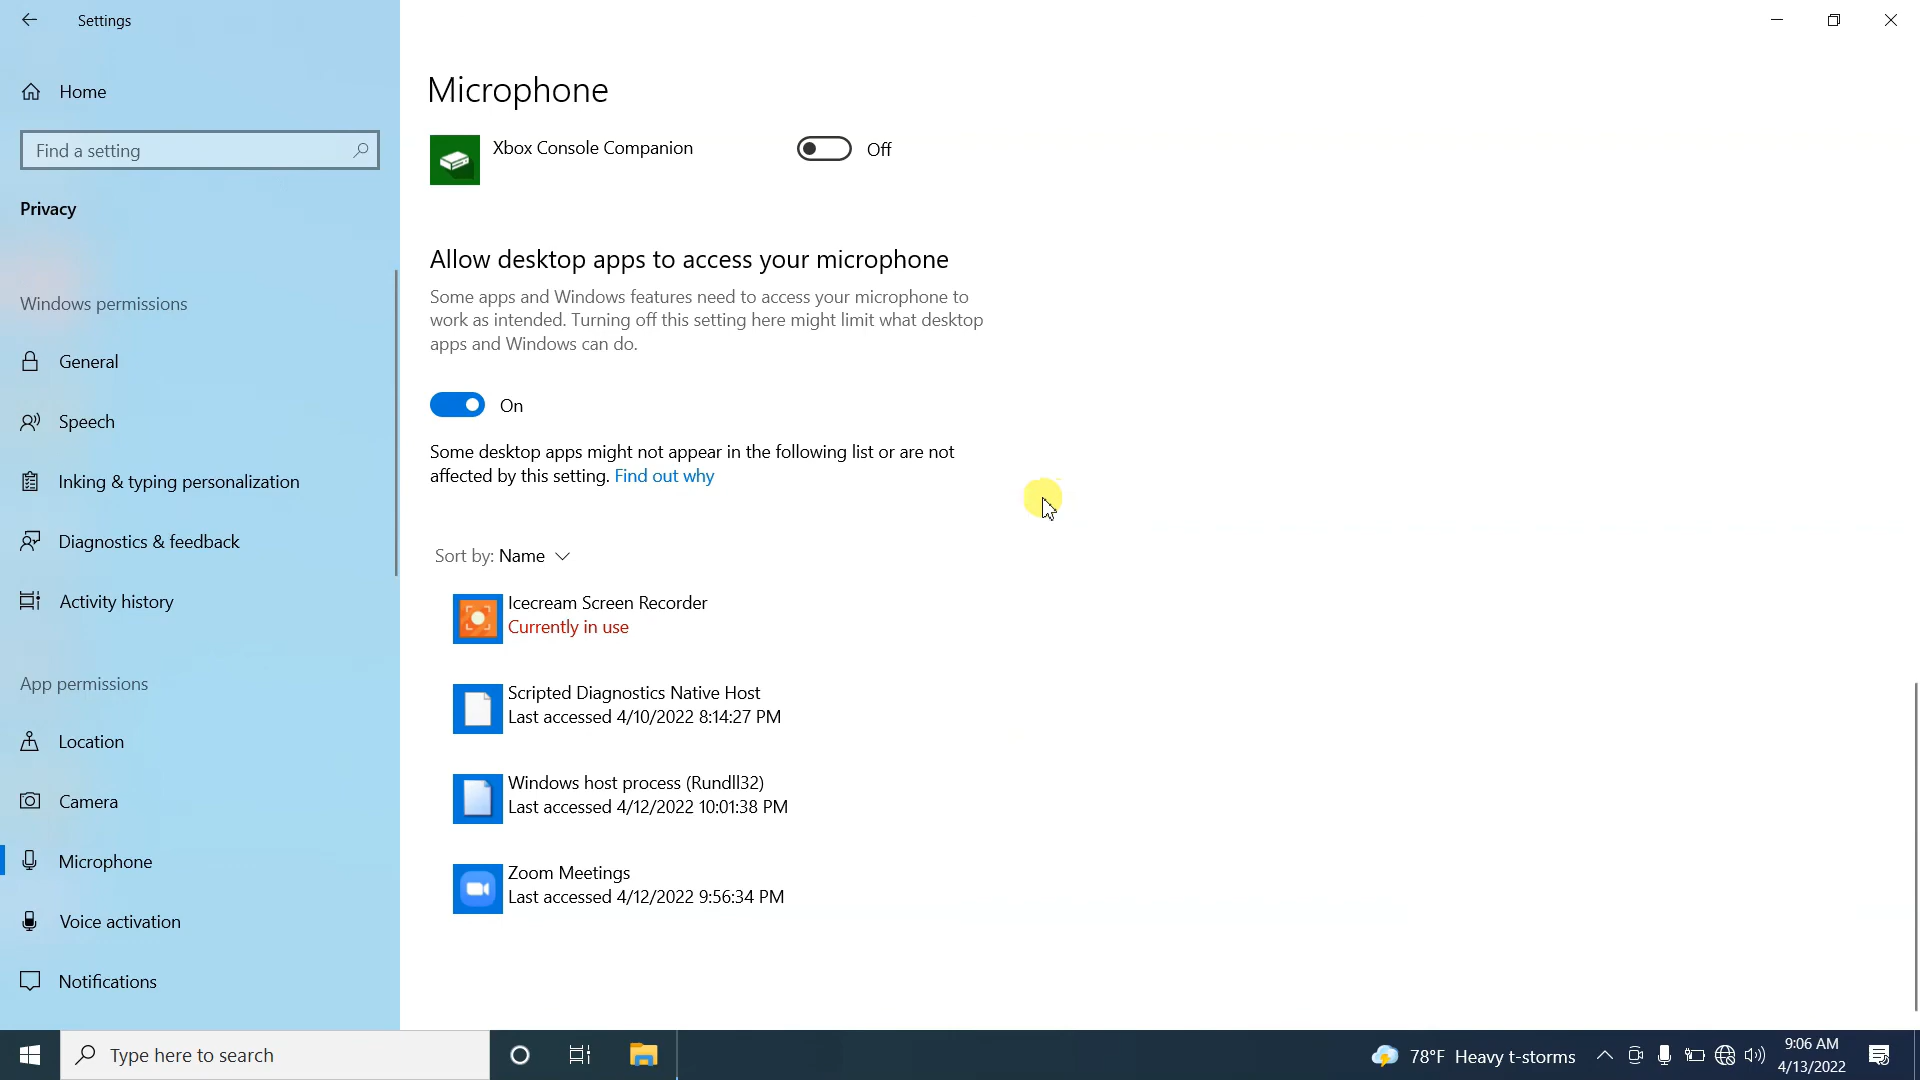 Settings
Home
Find a setting
Privacy
Windows permissions
General
Speech
Inking & typing personalization
Diagnostics & feedback
Activity history
App permissions
Location
Camera
Microphone
Voice activation
Notifications
Microphone
Xbox Console Companion
Off
Allow desktop apps to access your microphone
Some apps and Windows features need to access your microphone to
work as intended. Turning off this setting here might limit what desktop
apps and Windows can do.
On
Some desktop apps might not appear in the following list or are not
affected by this setting. Find out why
Sort by: Name
Icecream Screen Recorder
Currently in use
Scripted Diagnostics Native Host
Last accessed 4/10/2022 8:14:27 PM
Windows host process (Rundll32)
Last accessed 4/12/2022 10:01:38 PM
Zoom Meetings
Last accessed 4/12/2022 9:56:34 PM
Type here to search
78°F Heavy t-storms
9:06 AM
4/13/2022